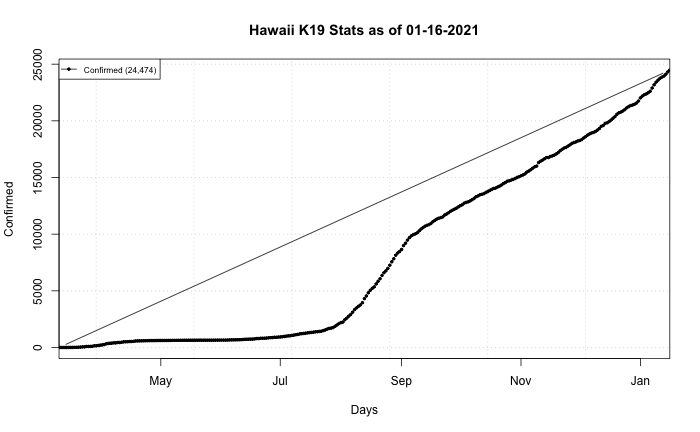 Hawaii K19 Stats as of 01-16-2021
Confirmed (24,474)
Confirmed
25000
20000
15000
10000
5000
0
May Jul Sep Nov Jan
Days